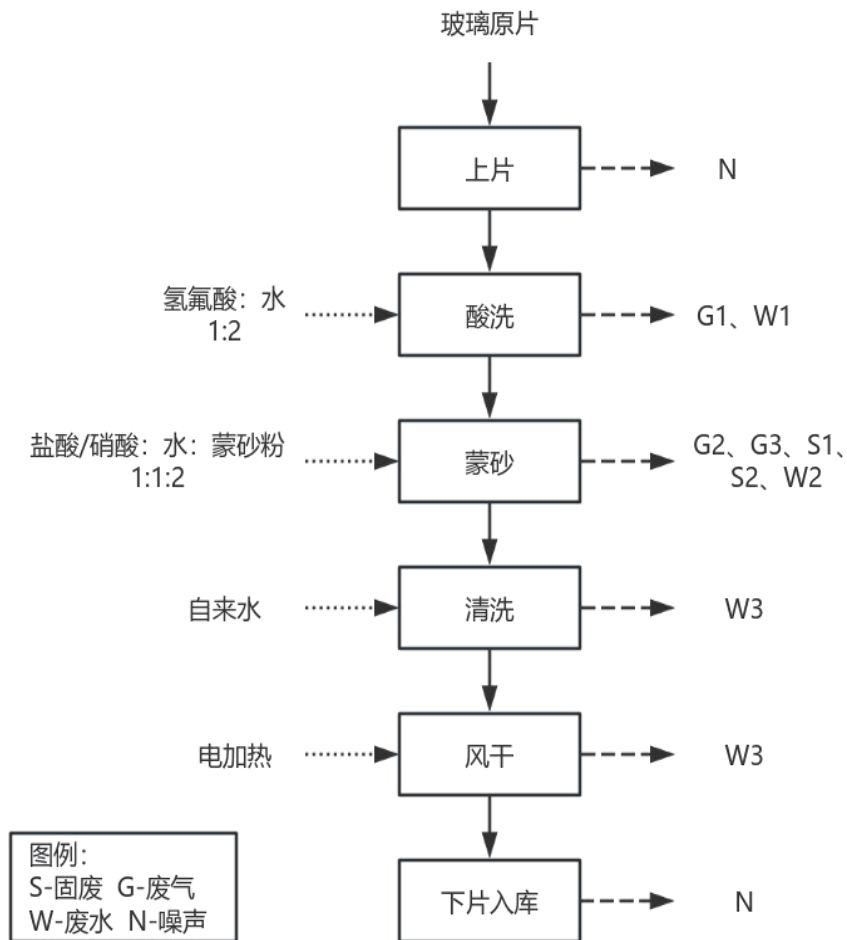 玻璃原片
上片
N
氢氟酸：水
1:2
酸洗
G1、W1
盐酸/硝酸：水：蒙砂粉
1:1:2
蒙砂
G2、G3、S1、
S2、W2
自来水
清洗
W3
电加热
风干
W3
下片入库
N
图例：
S-固废 G-废气
W-废水 N-噪声